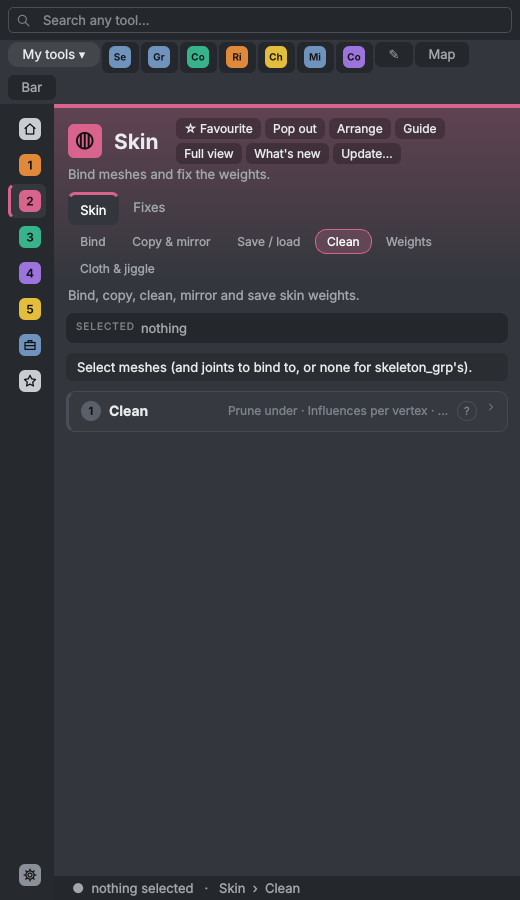 Search any tool...
My tools ▾ Se Gr Co Ri Ch Mi Co ✎ Map
Bar
Skin
☆ Favourite Pop out Arrange Guide
Full view What's new Update...
Bind meshes and fix the weights.
Skin Fixes
Bind Copy & mirror Save / load Clean Weights
Cloth & jiggle
Bind, copy, clean, mirror and save skin weights.
SELECTED nothing
Select meshes (and joints to bind to, or none for skeleton_grp's).
1 Clean Prune under · Influences per vertex · ... ? ›
1
2
3
4
5
nothing selected · Skin › Clean